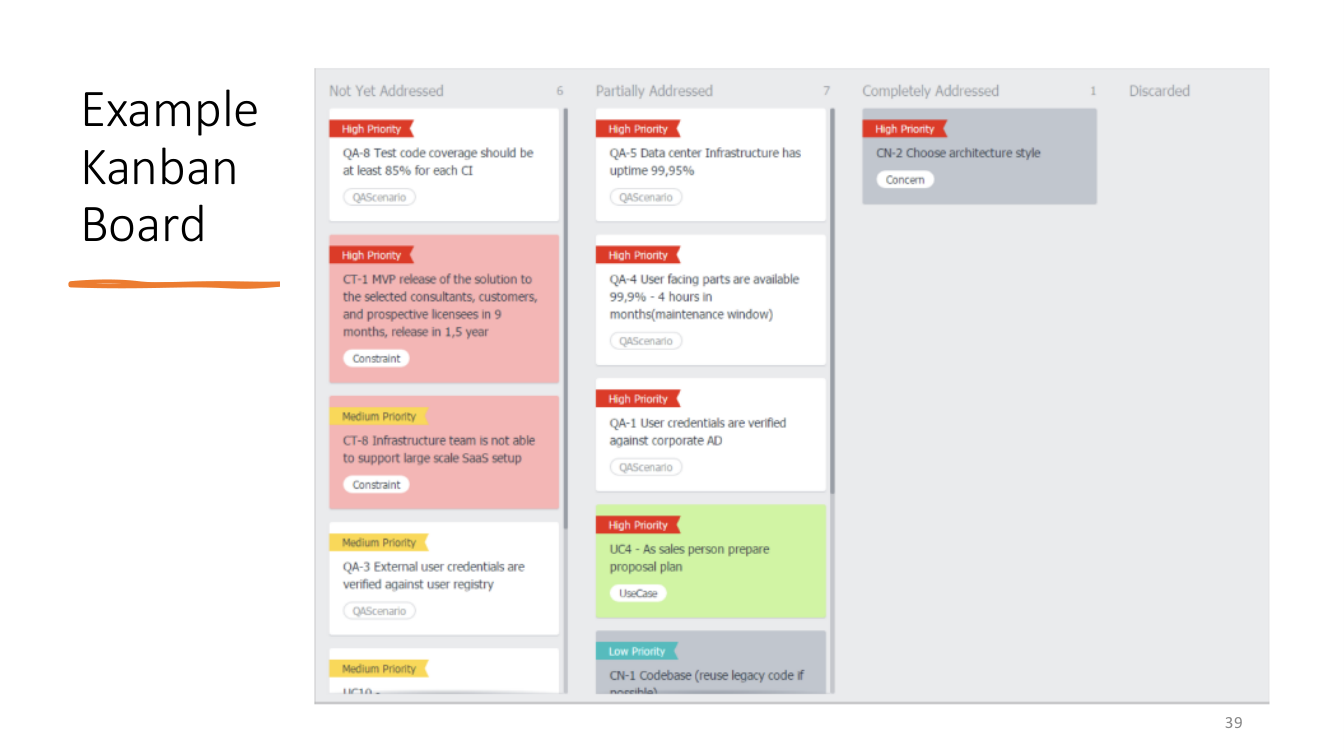 Example
Kanban
Board
Not Yet Addressed 6
High Priority
QA-8 Test code coverage should be
at least 85% for each CI
QAScenario
High Priority
CT-1 MVP release of the solution to
the selected consultants, customers,
and prospective licensees in 9
months, release in 1,5 year
Constraint
Medium Priority
CT-8 Infrastructure team is not able
to support large scale SaaS setup
Constraint
Medium Priority
QA-3 External user credentials are
verified against user registry
QAScenario
Medium Priority
UC10 -
Partially Addressed 7
High Priority
QA-5 Data center Infrastructure has
uptime 99,95%
QAScenario
High Priority
QA-4 User facing parts are available
99,9% - 4 hours in
months(maintenance window)
QAScenario
High Priority
QA-1 User credentials are verified
against corporate AD
QAScenario
High Priority
UC4 - As sales person prepare
proposal plan
UseCase
Low Priority
CN-1 Codebase (reuse legacy code if
possible)
Completely Addressed 1
High Priority
CN-2 Choose architecture style
Concern
Discarded
39